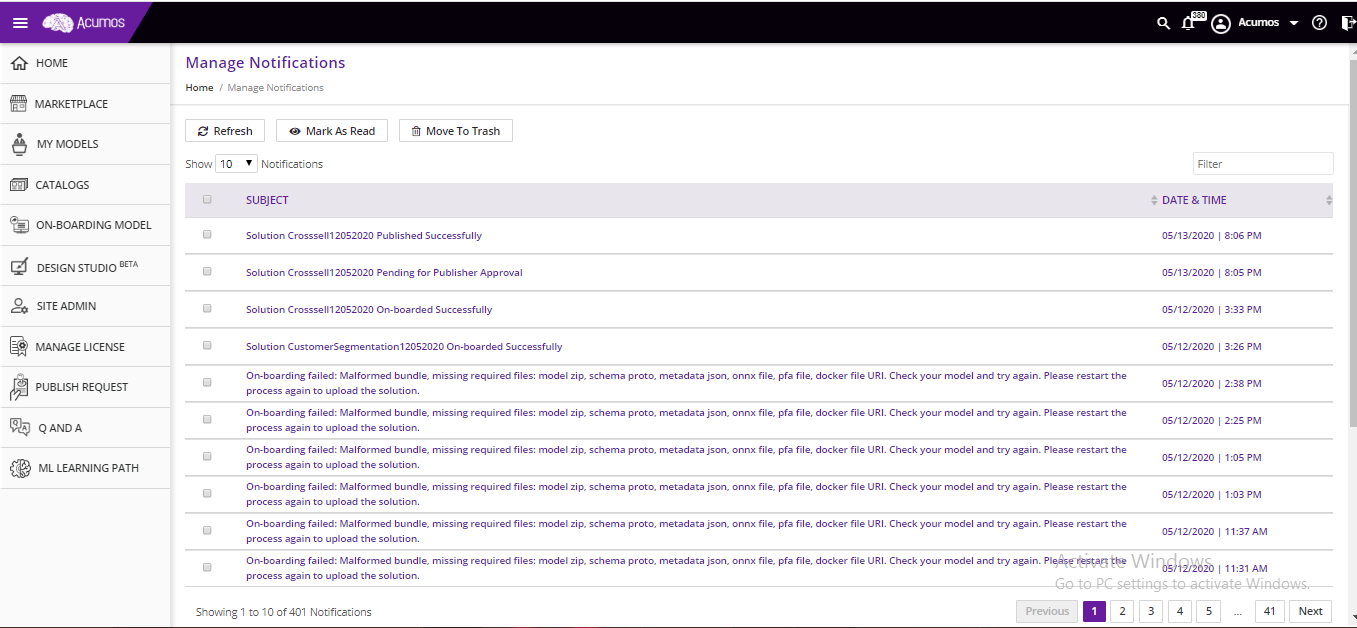 Acumos
380
Acumos
HOME
MARKETPLACE
MY MODELS
CATALOGS
ON-BOARDING MODEL
DESIGN STUDIO BETA
SITE ADMIN
MANAGE LICENSE
PUBLISH REQUEST
Q AND A
ML LEARNING PATH
Manage Notifications
Home / Manage Notifications
Refresh Mark As Read Move To Trash
Show 10 Notifications
Filter
SUBJECT DATE & TIME
Solution Crosssell12052020 Published Successfully 05/13/2020 | 8:06 PM
Solution Crosssell12052020 Pending for Publisher Approval 05/13/2020 | 8:05 PM
Solution Crosssell12052020 On-boarded Successfully 05/12/2020 | 3:33 PM
Solution CustomerSegmentation12052020 On-boarded Successfully 05/12/2020 | 3:26 PM
On-boarding failed: Malformed bundle, missing required files: model zip, schema proto, metadata json, onnx file, pfa file, docker file URI. Check your model and try again. Please restart the
process again to upload the solution.
05/12/2020 | 2:38 PM
On-boarding failed: Malformed bundle, missing required files: model zip, schema proto, metadata json, onnx file, pfa file, docker file URI. Check your model and try again. Please restart the
process again to upload the solution.
05/12/2020 | 2:25 PM
On-boarding failed: Malformed bundle, missing required files: model zip, schema proto, metadata json, onnx file, pfa file, docker file URI. Check your model and try again. Please restart the
process again to upload the solution.
05/12/2020 | 1:05 PM
On-boarding failed: Malformed bundle, missing required files: model zip, schema proto, metadata json, onnx file, pfa file, docker file URI. Check your model and try again. Please restart the
process again to upload the solution.
05/12/2020 | 1:03 PM
On-boarding failed: Malformed bundle, missing required files: model zip, schema proto, metadata json, onnx file, pfa file, docker file URI. Check your model and try again. Please restart the
process again to upload the solution.
05/12/2020 | 11:37 AM
On-boarding failed: Malformed bundle, missing required files: model zip, schema proto, metadata json, onnx file, pfa file, docker file URI. Check your model and try again. Please restart the
process again to upload the solution.
05/12/2020 | 11:31 AM
Activate Windows
Go to PC settings to activate Windows.
Showing 1 to 10 of 401 Notifications
Previous 1 2 3 4 5 ... 41 Next